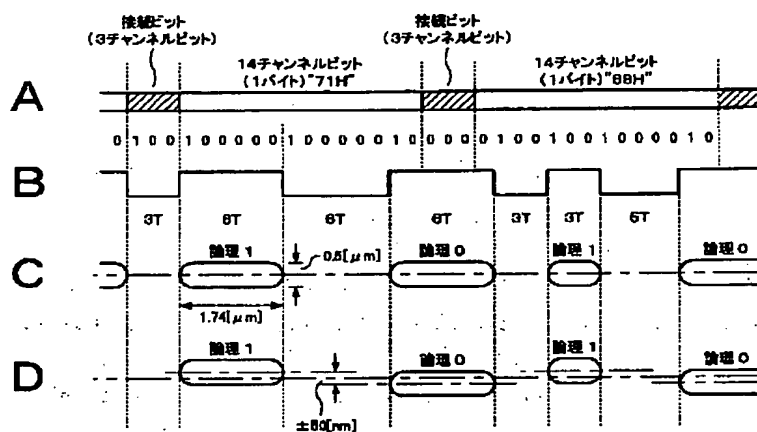 接続ビット
(3チャンネルビット)
14チャンネルビット
(1バイト)"71H"
接続ビット
(3チャンネルビット)
14チャンネルビット
(1バイト)"88H"
A
0 1 0 0 1 0 0 0 0 0 1 0 0 0 0 0 1 0 0 0 0 0 1 0 0 1 0 0 1 0 0 0 0 1 0
B
3T 6T 6T 6T 3T 3T 5T
C
論理1
0.5[μm]
論理0
論理1
論理0
1.74[μm]
D
論理1
論理0
論理1
論理0
±50[nm]